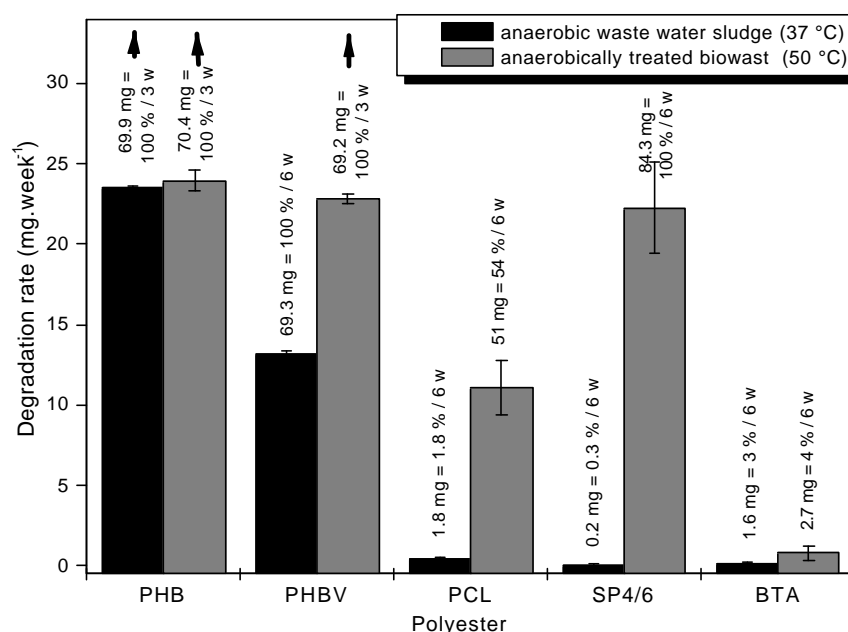 anaerobic waste water sludge (37 °C)
anaerobically treated biowast (50 °C)
Degradation rate (mg.week-1)
30
25
20
15
10
5
0
69.9 mg =
100 % / 3 w
70.4 mg =
100 % / 3 w
69.3 mg = 100 % / 6 w
69.2 mg =
100 % / 3 w
1.8 mg = 1.8 % / 6 w
51 mg = 54 % / 6 w
0.2 mg = 0.3 % / 6 w
84.3 mg =
100 % / 6 w
1.6 mg = 3 % / 6 w
2.7 mg = 4 % / 6 w
PHB PHBV PCL SP4/6 BTA
Polyester